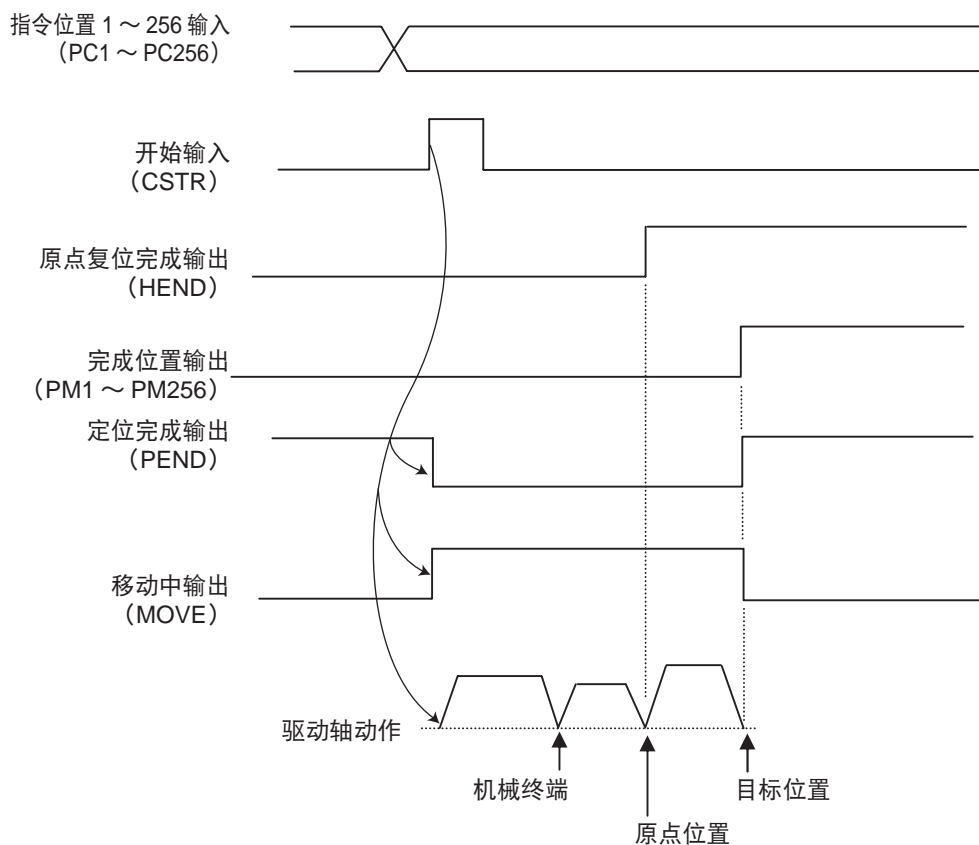 指令位置 1 ～ 256 输入
（PC1 ～ PC256）
开始输入
（CSTR）
原点复位完成输出
（HEND）
完成位置输出
（PM1 ～ PM256）
定位完成输出
（PEND）
移动中输出
（MOVE）
驱动轴动作
机械终端
目标位置
原点位置